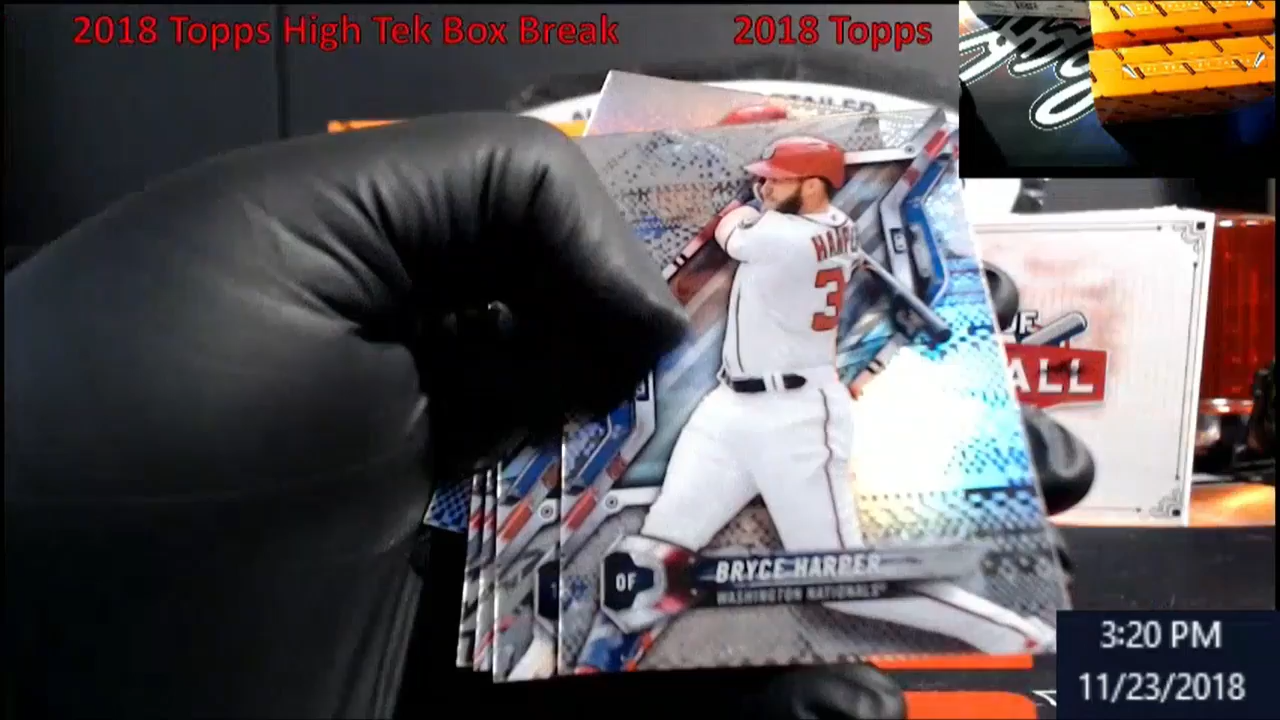 2018 Topps High Tek Box Break 2018 Topps
HARPE
3
ALL
OF
BRYCE HARPER
WASHINGTON NATIONALS
3:20 PM
11/23/2018